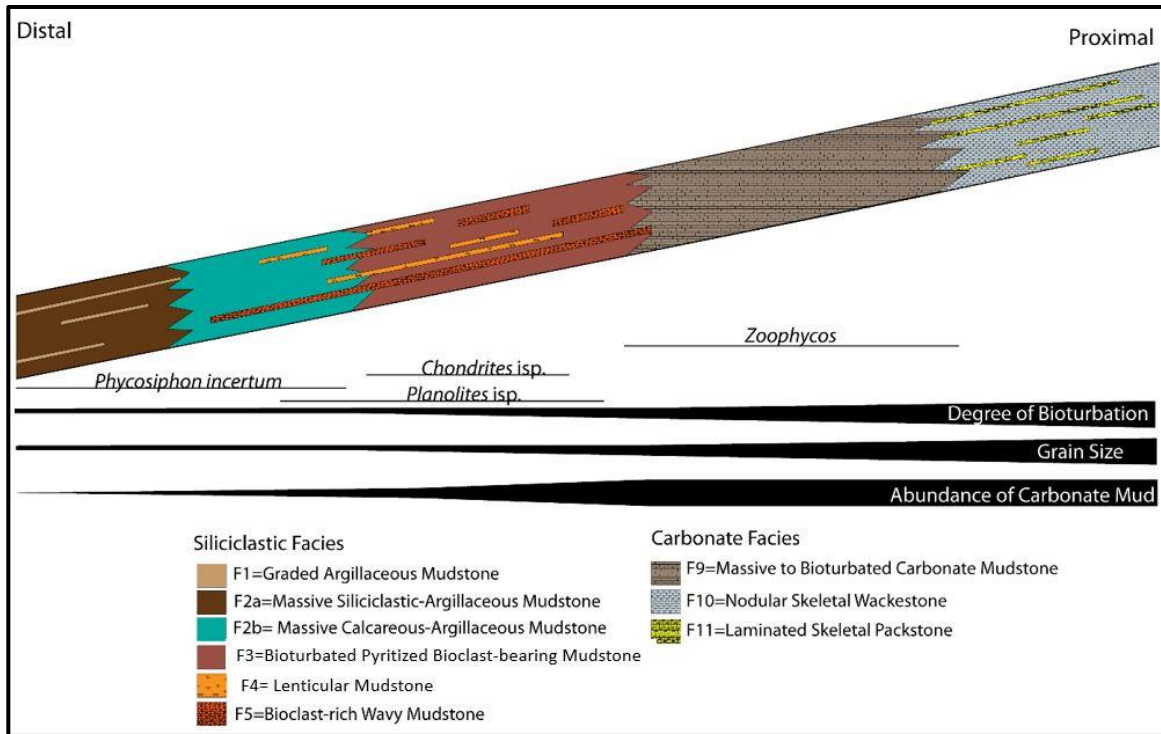 Distal
Proximal
Zoophycos
Chondrites isp.
Phycosiphon incertum
Planolites isp.
Degree of Bioturbation
Grain Size
Abundance of Carbonate Mud
Siliciclastic Facies
F1=Graded Argillaceous Mudstone
F2a=Massive Siliciclastic-Argillaceous Mudstone
F2b= Massive Calcareous-Argillaceous Mudstone
F3=Bioturbated Pyritized Bioclast-bearing Mudstone
F4= Lenticular Mudstone
F5=Bioclast-rich Wavy Mudstone
Carbonate Facies
F9=Massive to Bioturbated Carbonate Mudstone
F10=Nodular Skeletal Wackestone
F11=Laminated Skeletal Packstone